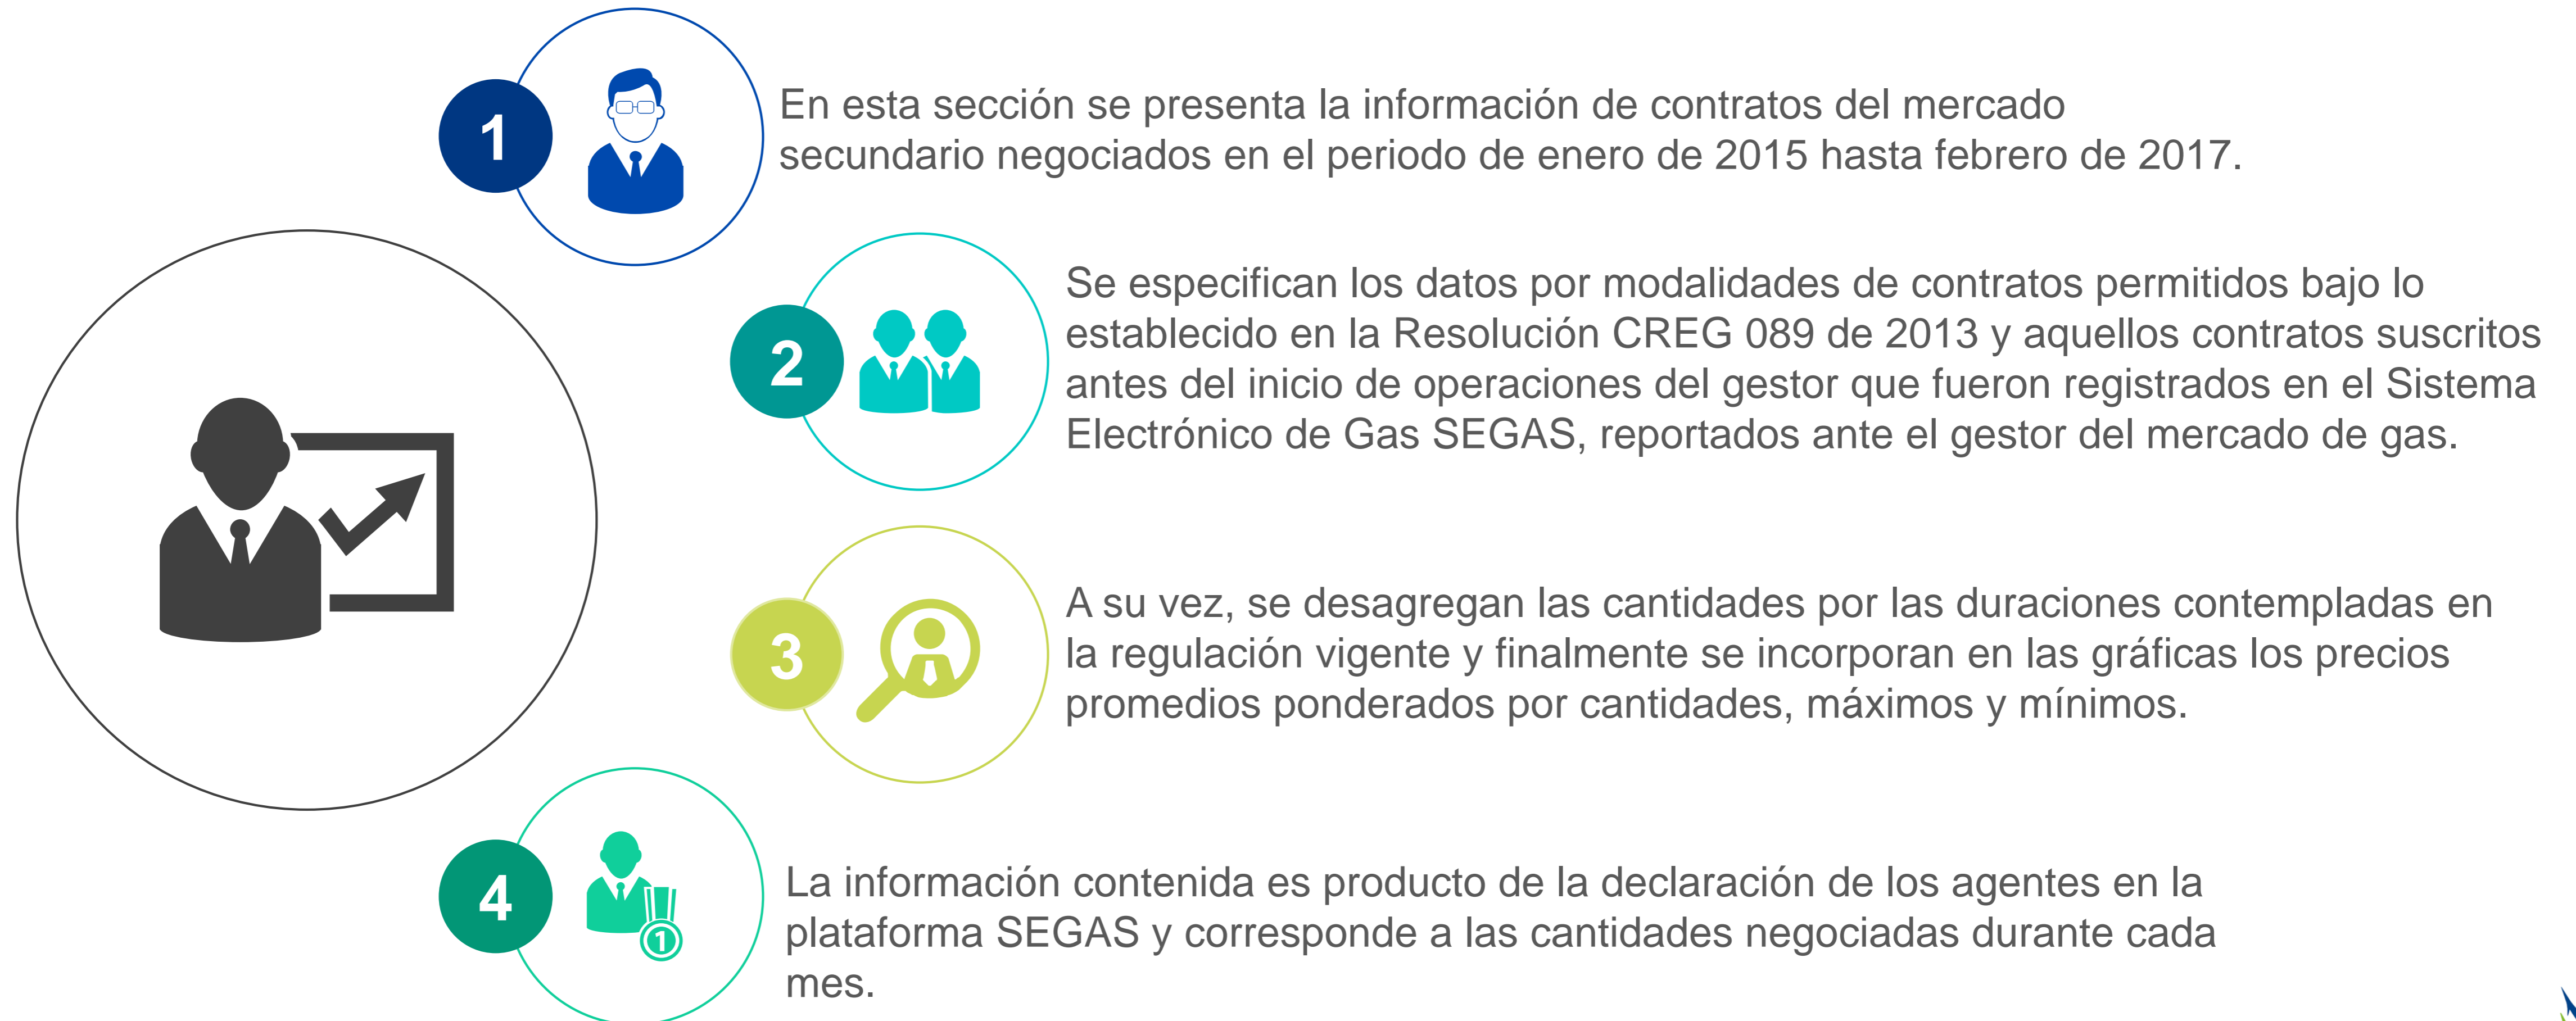 1
En esta sección se presenta la información de contratos del mercado
secundario negociados en el periodo de enero de 2015 hasta febrero de 2017.
2
Se especifican los datos por modalidades de contratos permitidos bajo lo
establecido en la Resolución CREG 089 de 2013 y aquellos contratos suscritos
antes del inicio de operaciones del gestor que fueron registrados en el Sistema
Electrónico de Gas SEGAS, reportados ante el gestor del mercado de gas.
3
A su vez, se desagregan las cantidades por las duraciones contempladas en
la regulación vigente y finalmente se incorporan en las gráficas los precios
promedios ponderados por cantidades, máximos y mínimos.
4
1
La información contenida es producto de la declaración de los agentes en la
plataforma SEGAS y corresponde a las cantidades negociadas durante cada
mes.